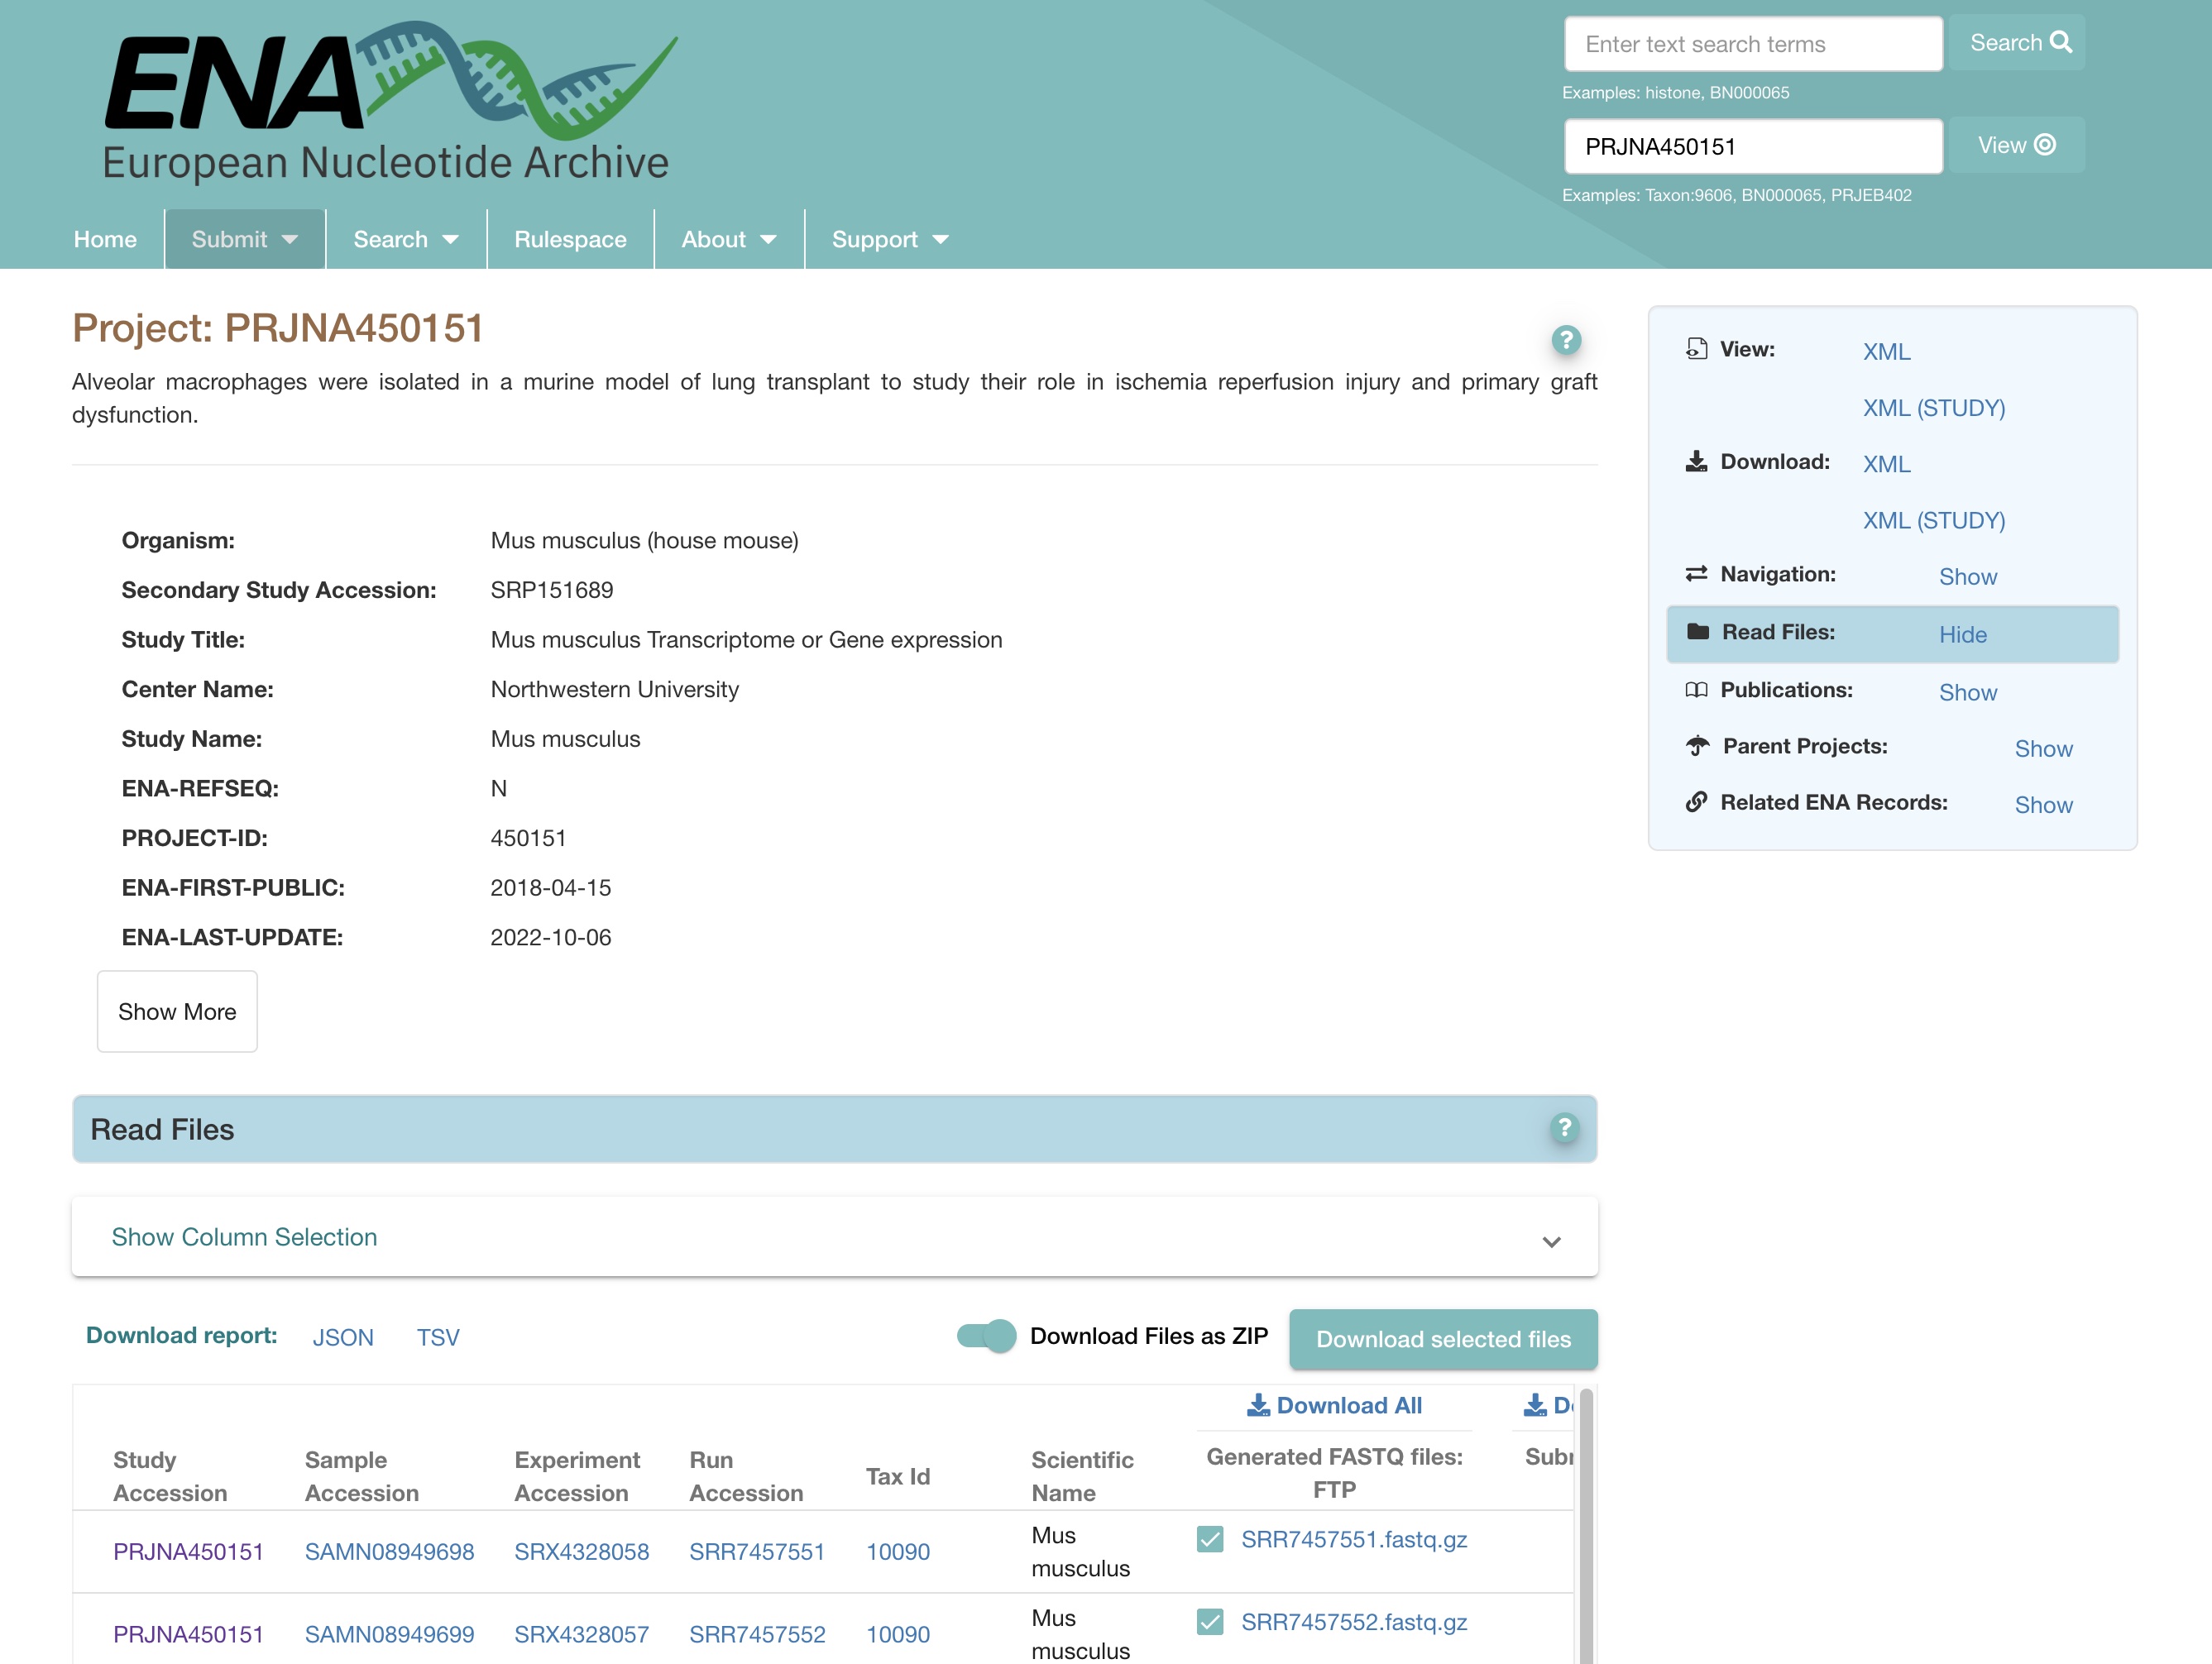 ENA
European Nucleotide Archive
Enter text search terms
Search
Examples: histone, BN000065
PRJNA450151
View
Examples: Taxon:9606, BN000065, PRJEB402
Home Submit Search Rulespace About Support
Project: PRJNA450151
?
Alveolar macrophages were isolated in a murine model of lung transplant to study their role in ischemia reperfusion injury and primary graft
dysfunction.
Organism: Mus musculus (house mouse)
Secondary Study Accession: SRP151689
Study Title: Mus musculus Transcriptome or Gene expression
Center Name: Northwestern University
Study Name: Mus musculus
ENA-REFSEQ: N
PROJECT-ID: 450151
ENA-FIRST-PUBLIC: 2018-04-15
ENA-LAST-UPDATE: 2022-10-06
Show More
View: XML
XML (STUDY)
Download: XML
XML (STUDY)
Navigation: Show
Read Files: Hide
Publications: Show
Parent Projects: Show
Related ENA Records: Show
Read Files
?
Show Column Selection
Download report: JSON TSV
Download Files as ZIP
Download selected files
Download All
Study Accession
Sample Accession
Experiment Accession
Run Accession
Tax Id
Scientific Name
Generated FASTQ files: FTP
PRJNA450151 SAMN08949698 SRX4328058 SRR7457551 10090 Mus musculus SRR7457551.fastq.gz
PRJNA450151 SAMN08949699 SRX4328057 SRR7457552 10090 Mus musculus SRR7457552.fastq.gz